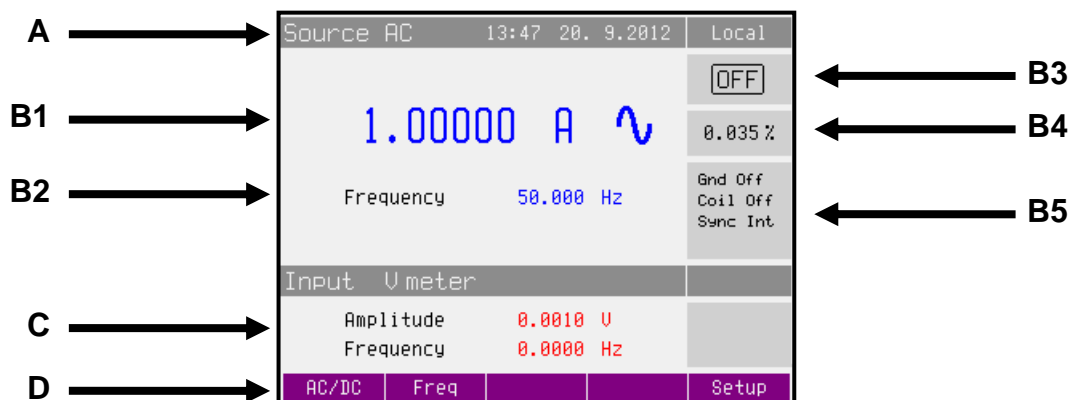 A Source AC 13:47 20. 9.2012 Local
OFF B3
B1 1.00000 A 0.035% B4
B2 Frequency 50.000 Hz
Gnd Off
Coil Off
Sync Int
B5
Input V meter
C Amplitude 0.0010 V
Frequency 0.0000 Hz
D AC/DC Freq Setup